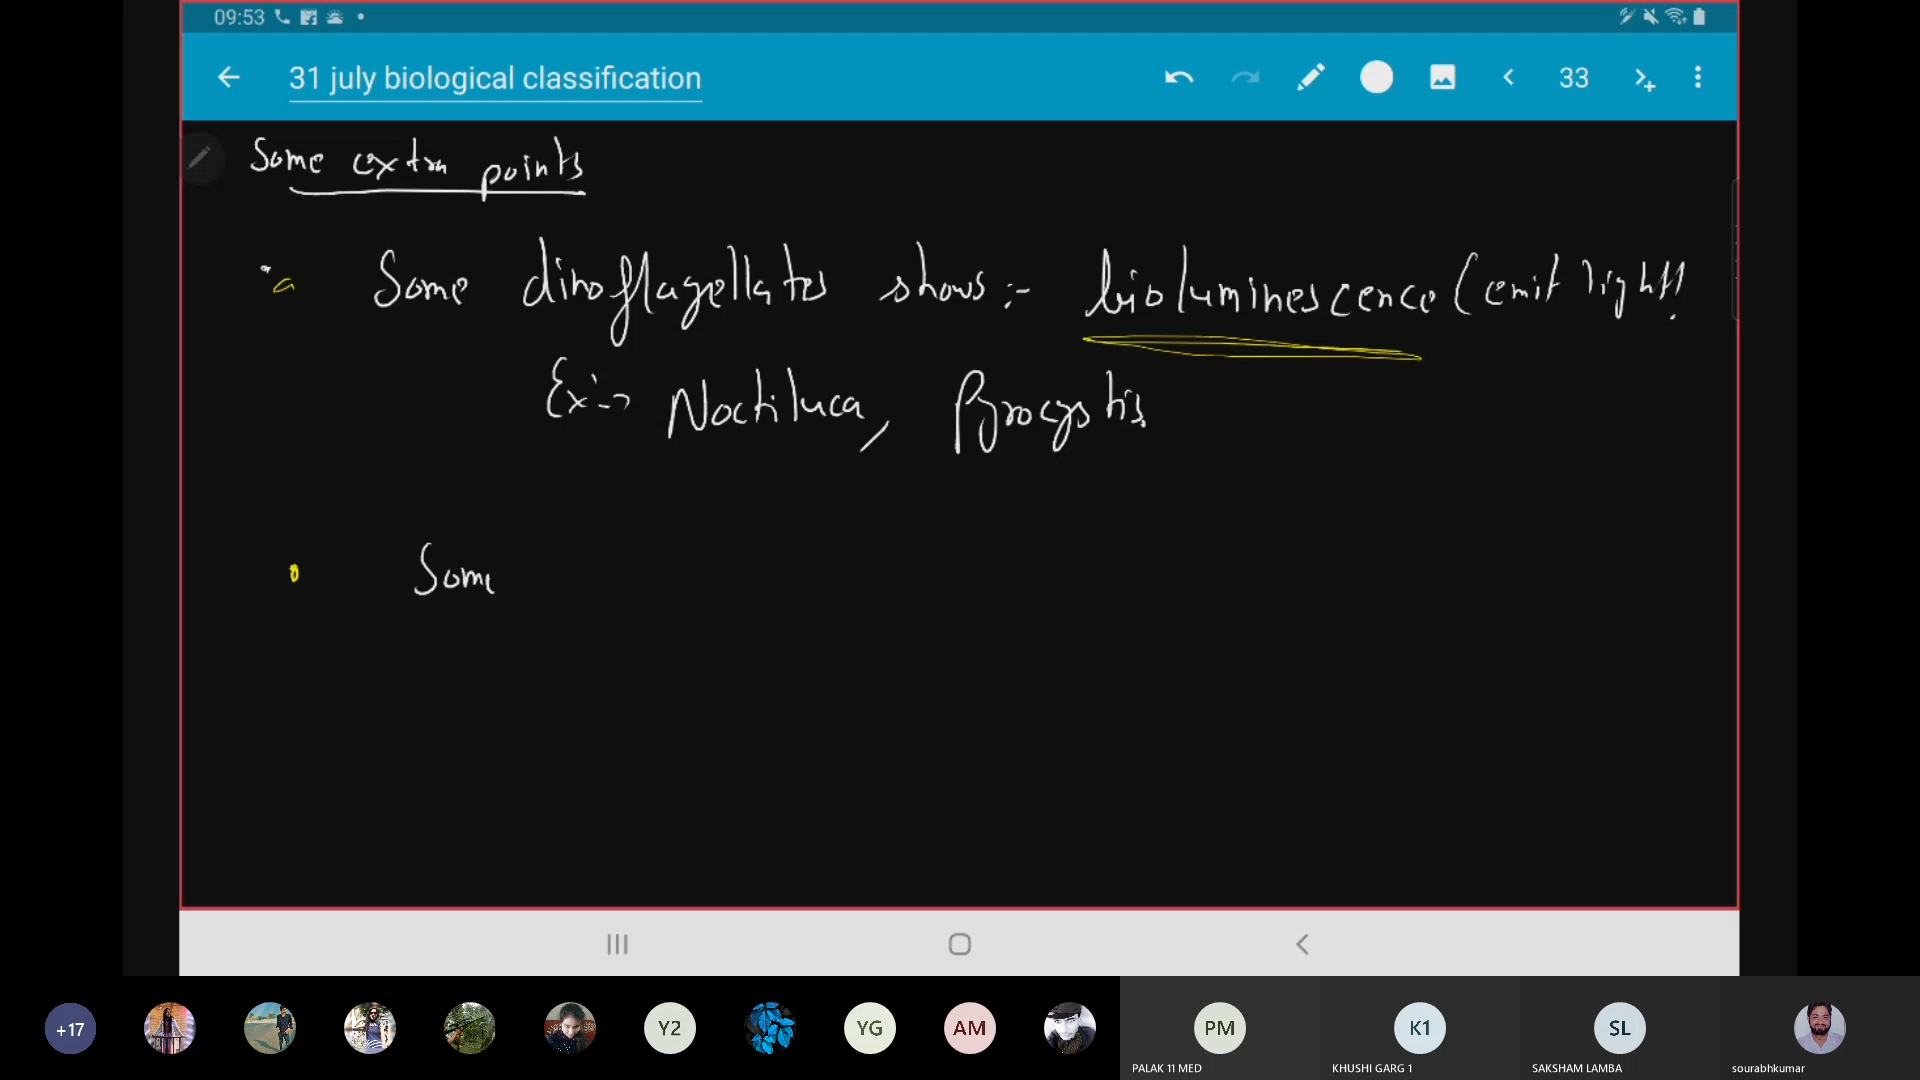 09:53
31 july biological classification
33
Some extra points
a Some dinoflagellates shows :- bioluminescence (emit light)
Ex:-> Noctiluca, Pyrocystis.
Some
+17
Y2
YG
AM
PM
K1
SL
PALAK 11 MED
KHUSHI GARG 1
SAKSHAM LAMBA
sourabhkumar